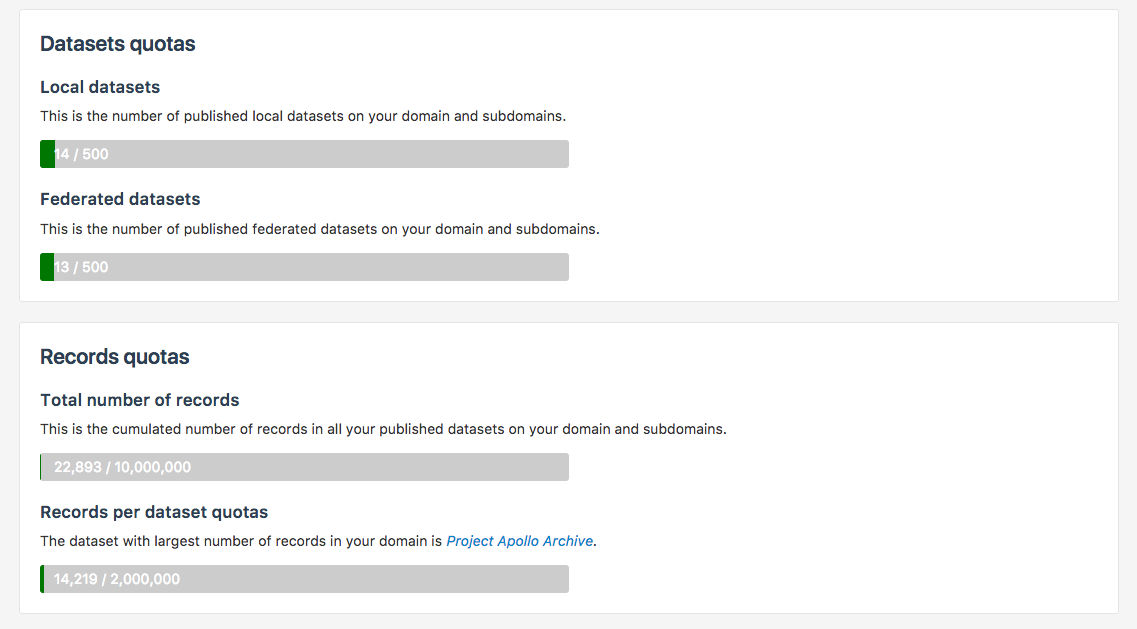 Datasets quotas
Local datasets
This is the number of published local datasets on your domain and subdomains.
14 / 500
Federated datasets
This is the number of published federated datasets on your domain and subdomains.
13 / 500
Records quotas
Total number of records
This is the cumulated number of records in all your published datasets on your domain and subdomains.
22,893 / 10,000,000
Records per dataset quotas
The dataset with largest number of records in your domain is Project Apollo Archive.
14,219 / 2,000,000